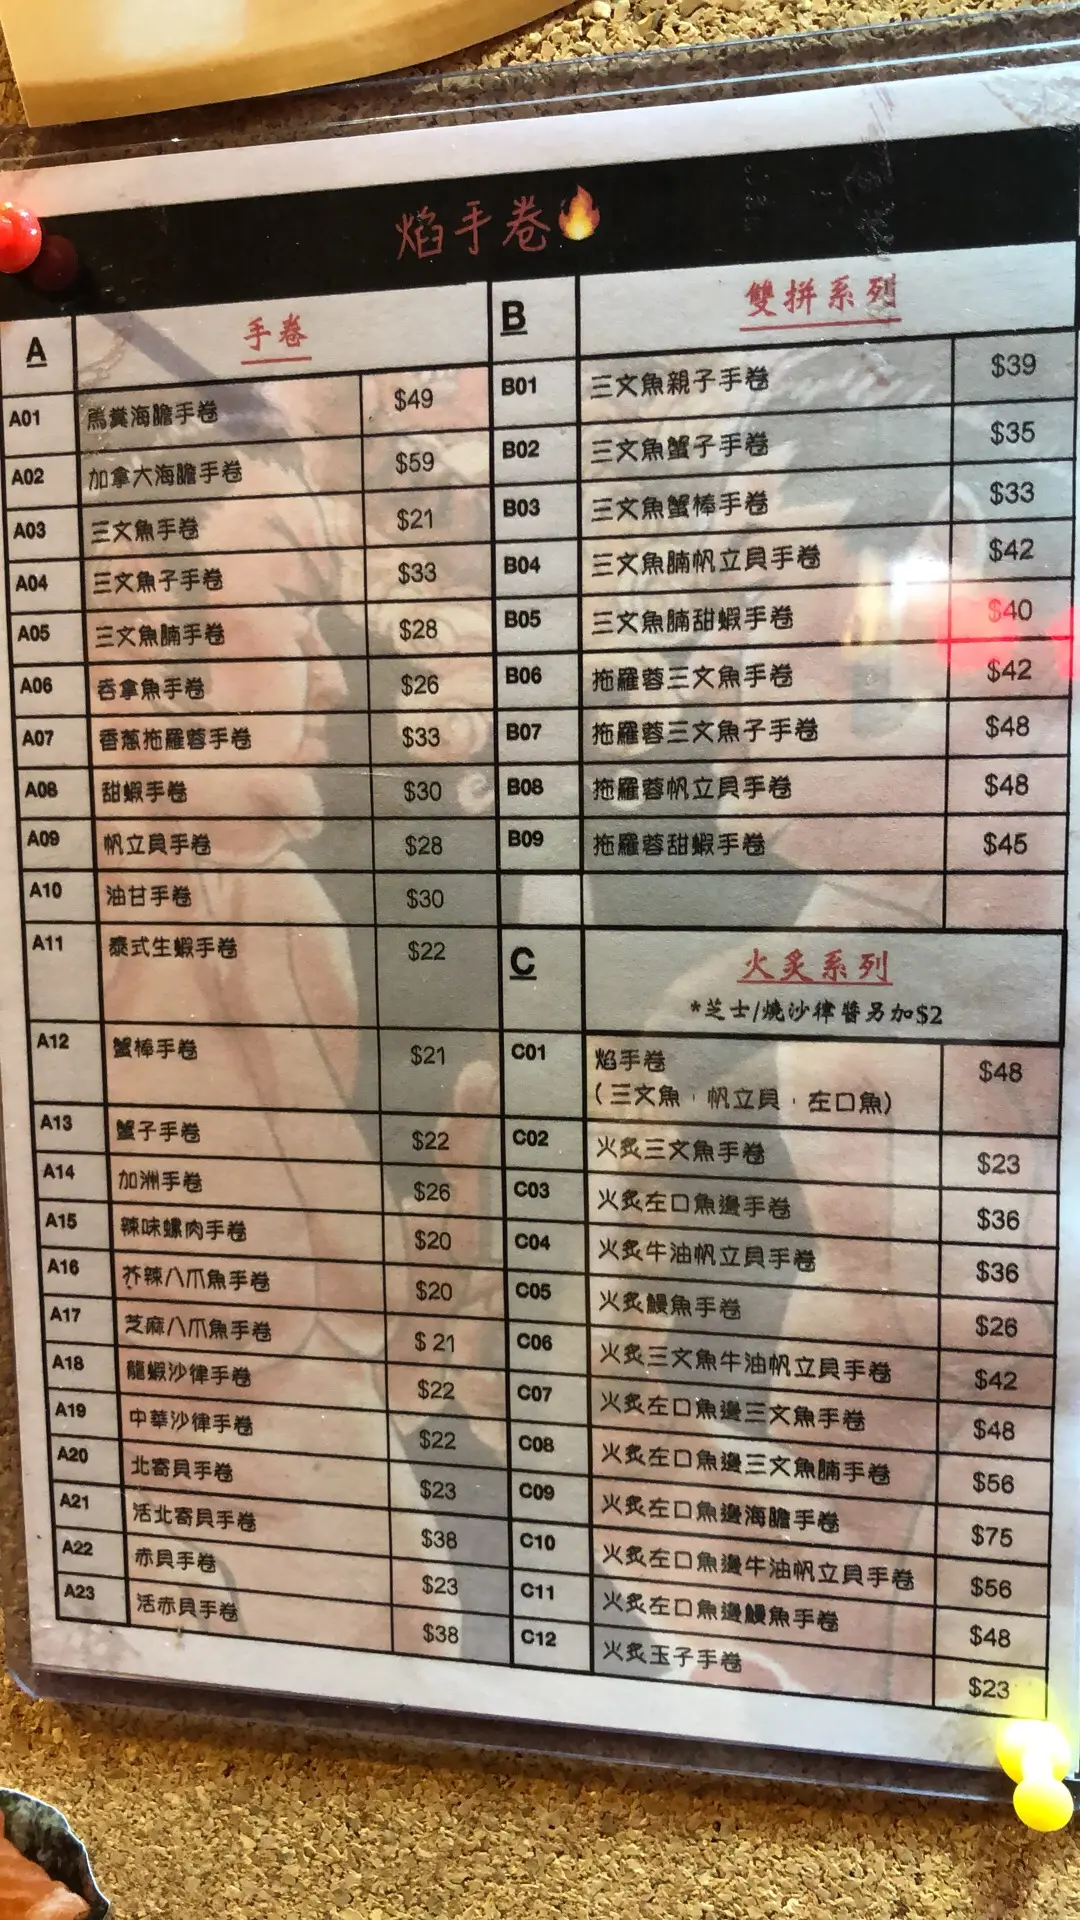 焰手卷🔥
A 手卷
A01 馬糞海膽手卷 $49
A02 加拿大海膽手卷 $59
A03 三文魚手卷 $21
A04 三文魚子手卷 $33
A05 三文魚腩手卷 $28
A06 吞拿魚手卷 $26
A07 香蔥拖羅蓉手卷 $33
A08 甜蝦手卷 $30
A09 帆立貝手卷 $28
A10 油甘手卷 $30
A11 泰式生蝦手卷 $22
A12 蟹棒手卷 $21
A13 蟹子手卷 $22
A14 加洲手卷 $26
A15 辣味螺肉手卷 $20
A16 芥辣八爪魚手卷 $20
A17 芝麻八爪魚手卷 $ 21
A18 龍蝦沙律手卷 $22
A19 中華沙律手卷 $22
A20 北寄貝手卷 $23
A21 活北寄貝手卷 $38
A22 赤貝手卷 $23
A23 活赤貝手卷 $38
B 雙拼系列
B01 三文魚親子手卷 $39
B02 三文魚蟹子手卷 $35
B03 三文魚蟹棒手卷 $33
B04 三文魚腩帆立貝手卷 $42
B05 三文魚腩甜蝦手卷 $40
B06 拖羅蓉三文魚手卷 $42
B07 拖羅蓉三文魚子手卷 $48
B08 拖羅蓉帆立貝手卷 $48
B09 拖羅蓉甜蝦手卷 $45
C 火炙系列
*芝士/燒沙律醬另加$2
C01 焰手卷 $48
(三文魚，帆立貝，左口魚)
C02 火炙三文魚手卷 $23
C03 火炙左口魚邊手卷 $36
C04 火炙牛油帆立貝手卷 $36
C05 火炙鰻魚手卷 $26
C06 火炙三文魚牛油帆立貝手卷 $42
C07 火炙左口魚邊三文魚手卷 $48
C08 火炙左口魚邊三文魚腩手卷 $56
C09 火炙左口魚邊海膽手卷 $75
C10 火炙左口魚邊牛油帆立貝手卷 $56
C11 火炙左口魚邊鰻魚手卷 $48
C12 火炙玉子手卷 $23